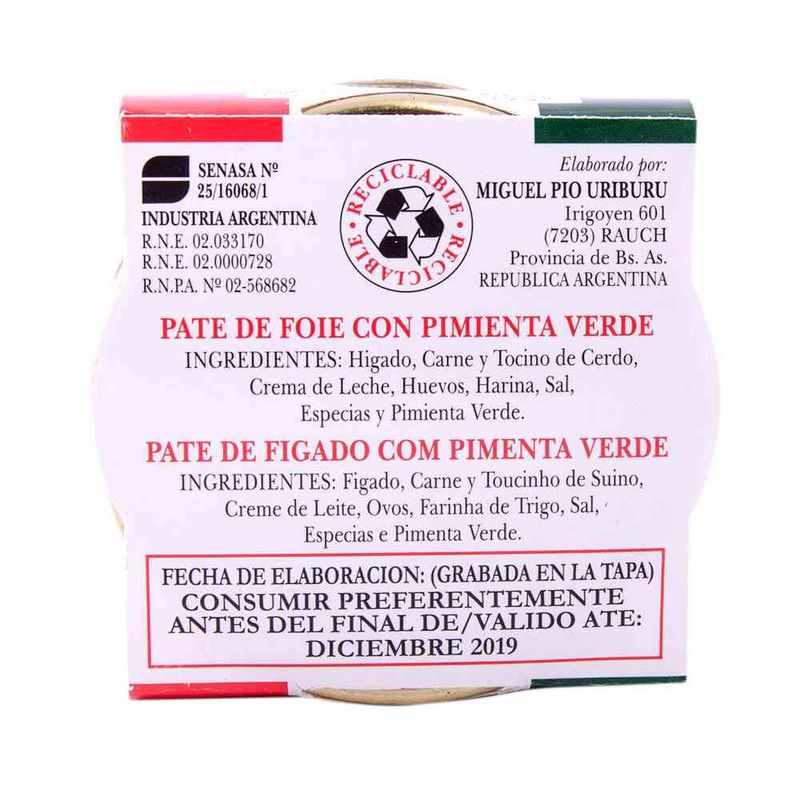 SENASA Nº
25/16068/1
INDUSTRIA ARGENTINA
R.N.E. 02.033170
R.N.E. 02.0000728
R.N.P.A. Nº 02-568682
RECICLABLE • RECICLABLE •
Elaborado por:
MIGUEL PIO URIBURU
Irigoyen 601
(7203) RAUCH
Provincia de Bs. As.
REPUBLICA ARGENTINA
PATE DE FOIE CON PIMIENTA VERDE
INGREDIENTES: Higado, Carne y Tocino de Cerdo,
Crema de Leche, Huevos, Harina, Sal,
Especias y Pimienta Verde.
PATE DE FIGADO COM PIMENTA VERDE
INGREDIENTES: Figado, Carne y Toucinho de Suino,
Creme de Leite, Ovos, Farinha de Trigo, Sal,
Especias e Pimenta Verde.
FECHA DE ELABORACION: (GRABADA EN LA TAPA)
CONSUMIR PREFERENTEMENTE
ANTES DEL FINAL DE/VALIDO ATE:
DICIEMBRE 2019